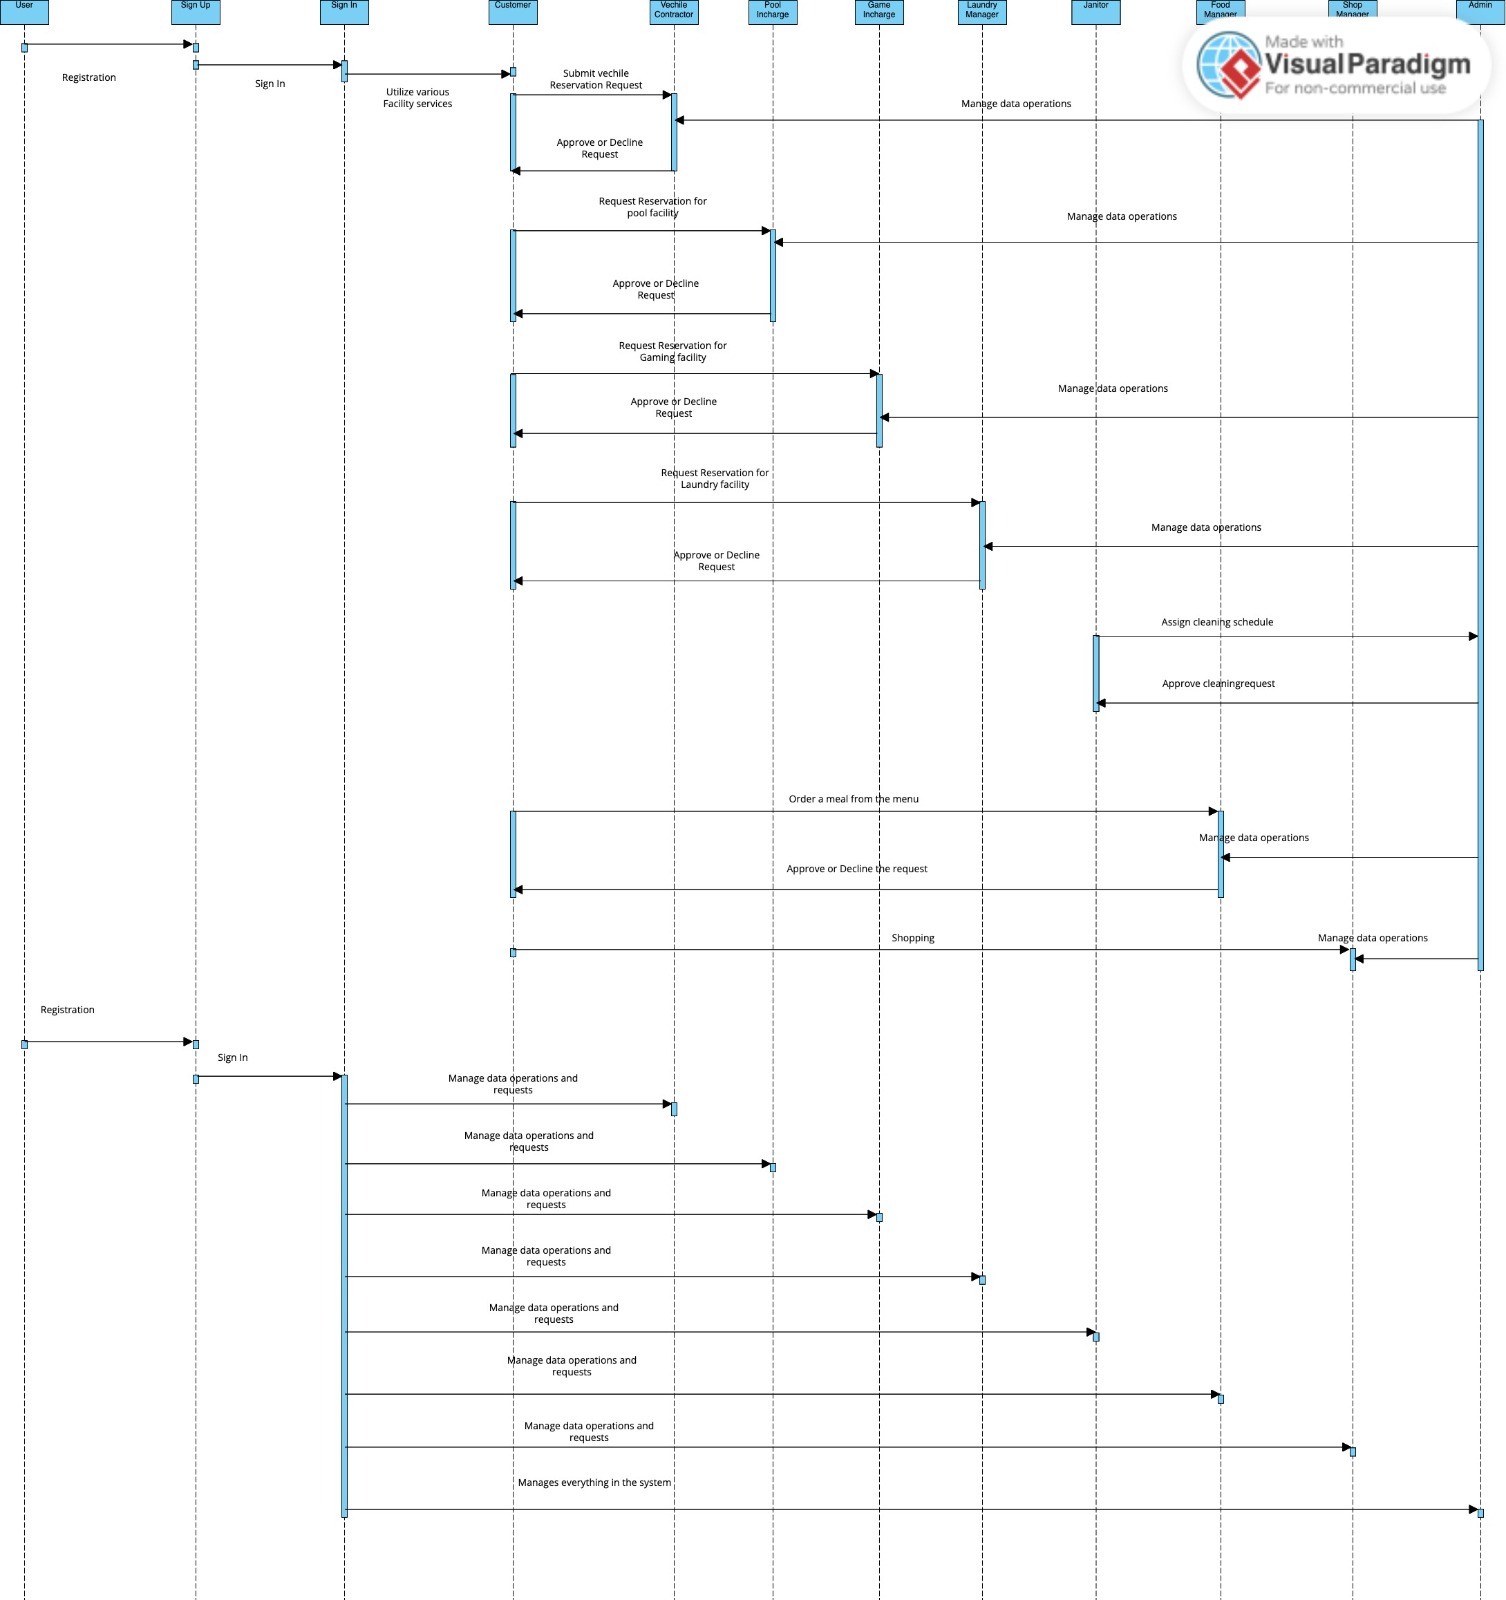 User
Sign Up
Sign In
Customer
Vechile
Contractor
Pool
Incharge
Game
Incharge
Laundry
Manager
Janitor
Food
Manager
Shop
Manager
Admin
Made with
Visual Paradigm
For non-commercial use
Registration
Sign In
Utilize various
Facility services
Submit vechile
Reservation Request
Manage data operations
Approve or Decline
Request
Request Reservation for
pool facility
Manage data operations
Approve or Decline
Request
Request Reservation for
Gaming facility
Manage data operations
Approve or Decline
Request
Request Reservation for
Laundry facility
Manage data operations
Approve or Decline
Request
Assign cleaning schedule
Approve cleaningrequest
Order a meal from the menu
Manage data operations
Approve or Decline the request
Shopping
Manage data operations
Registration
Sign In
Manage data operations and
requests
Manage data operations and
requests
Manage data operations and
requests
Manage data operations and
requests
Manage data operations and
requests
Manage data operations and
requests
Manage data operations and
requests
Manages everything in the system